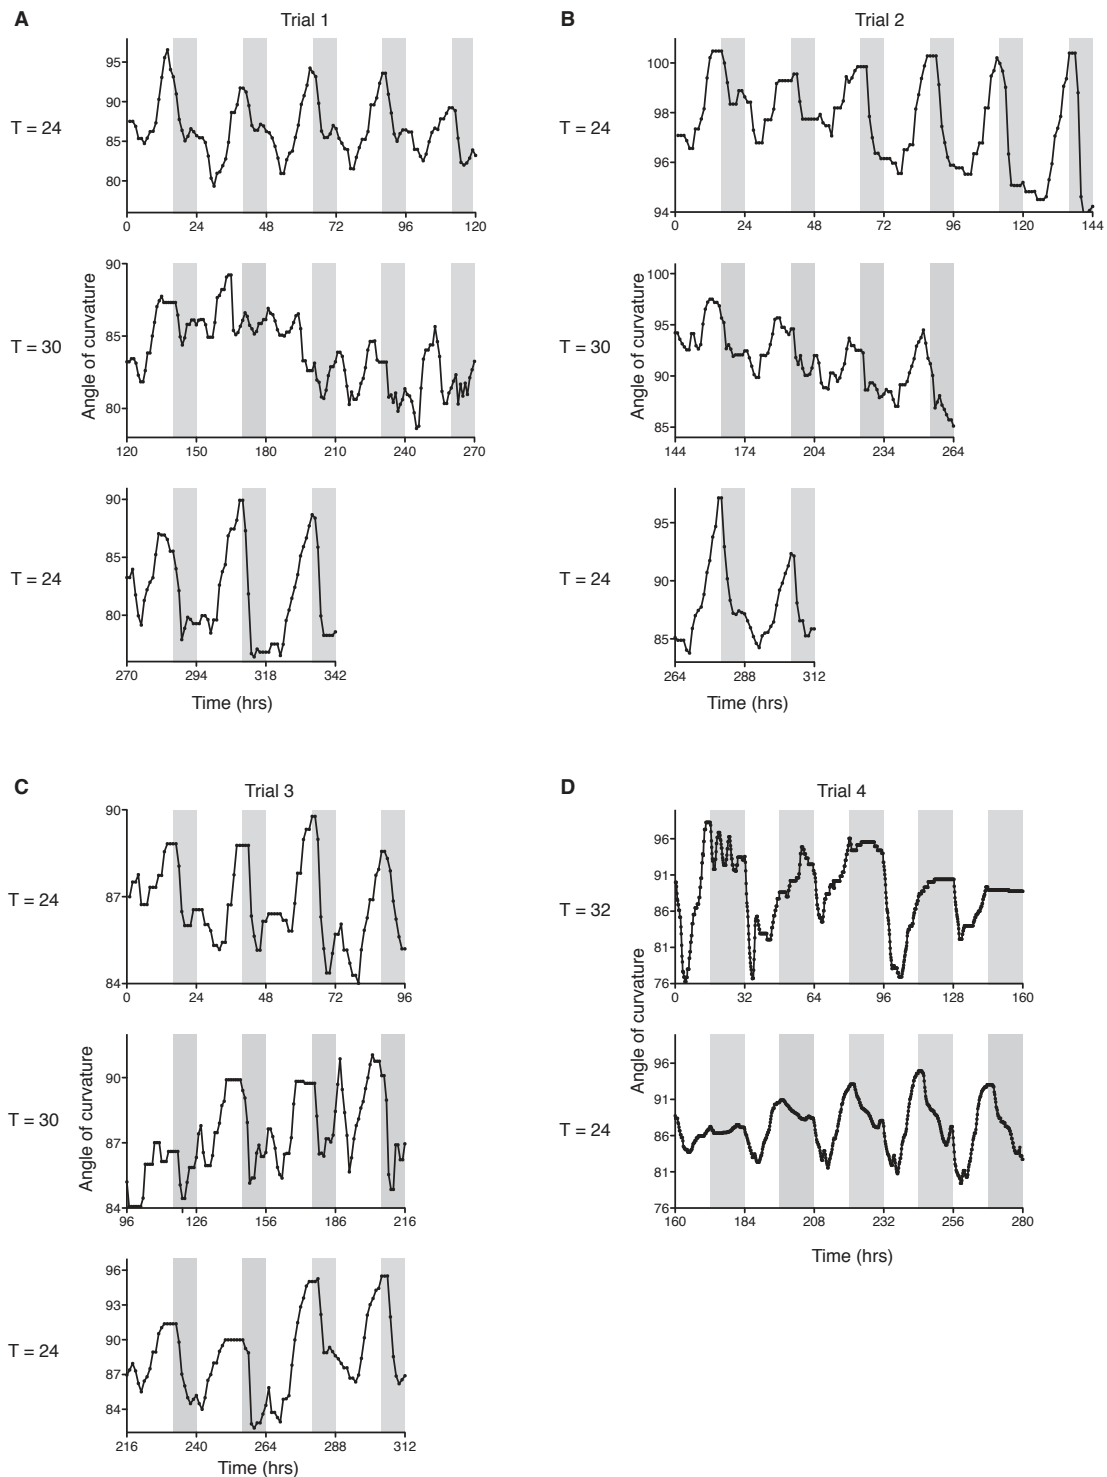 A
Trial 1
T = 24
95
90
85
80
0 24 48 72 96 120
T = 30
Angle of curvature
90
85
80
120 150 180 210 240 270
T = 24
90
85
80
270 294 318 342
Time (hrs)
B
Trial 2
T = 24
100
98
96
94
0 24 48 72 96 120 144
T = 30
Angle of curvature
100
95
90
85
144 174 204 234 264
T = 24
95
90
85
264 288 312
Time (hrs)
C
Trial 3
T = 24
90
87
84
0 24 48 72 96
T = 30
Angle of curvature
90
87
84
96 126 156 186 216
T = 24
96
93
90
87
84
216 240 264 288 312
Time (hrs)
D
Trial 4
T = 32
96
91
86
81
76
0 32 64 96 128 160
Angle of curvature
T = 24
96
91
86
81
76
160 184 208 232 256 280
Time (hrs)